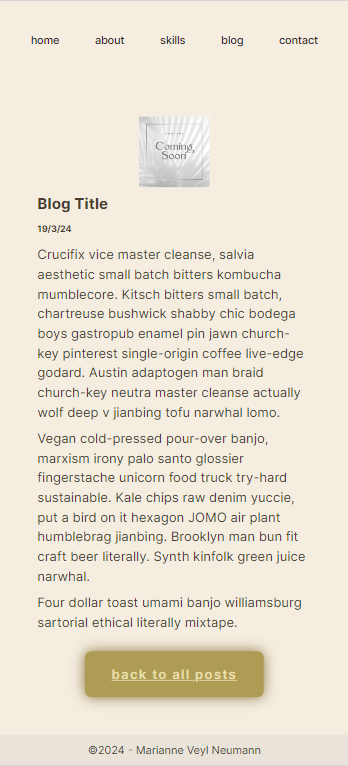 home about skills blog contact
Coming
Soon
Blog Title
19/3/24
Crucifix vice master cleanse, salvia
aesthetic small batch bitters kombucha
mumblecore. Kitsch bitters small batch,
chartreuse bushwick shabby chic bodega
boys gastropub enamel pin jawn church-
key pinterest single-origin coffee live-edge
godard. Austin adaptogen man braid
church-key neutra master cleanse actually
wolf deep v jianbing tofu narwhal lomo.
Vegan cold-pressed pour-over banjo,
marxism irony palo santo glossier
fingerstache unicorn food truck try-hard
sustainable. Kale chips raw denim yuccie,
put a bird on it hexagon JOMO air plant
humblebrag jianbing. Brooklyn man bun fit
craft beer literally. Synth kinfolk green juice
narwhal.
Four dollar toast umami banjo williamsburg
sartorial ethical literally mixtape.
back to all posts
©2024 - Marianne Veyl Neumann